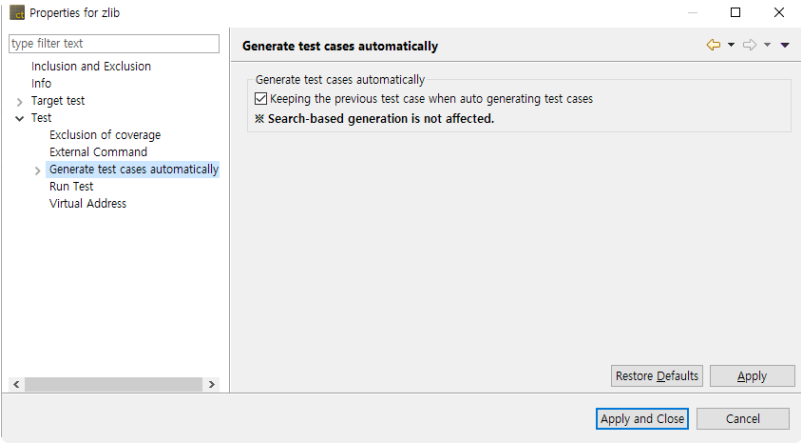 ct Properties for zlib
type filter text
Inclusion and Exclusion
Info
Target test
Test
Exclusion of coverage
External Command
Generate test cases automatically
Run Test
Virtual Address
Generate test cases automatically
Generate test cases automatically
Keeping the previous test case when auto generating test cases
※ Search-based generation is not affected.
Restore Defaults Apply
Apply and Close Cancel